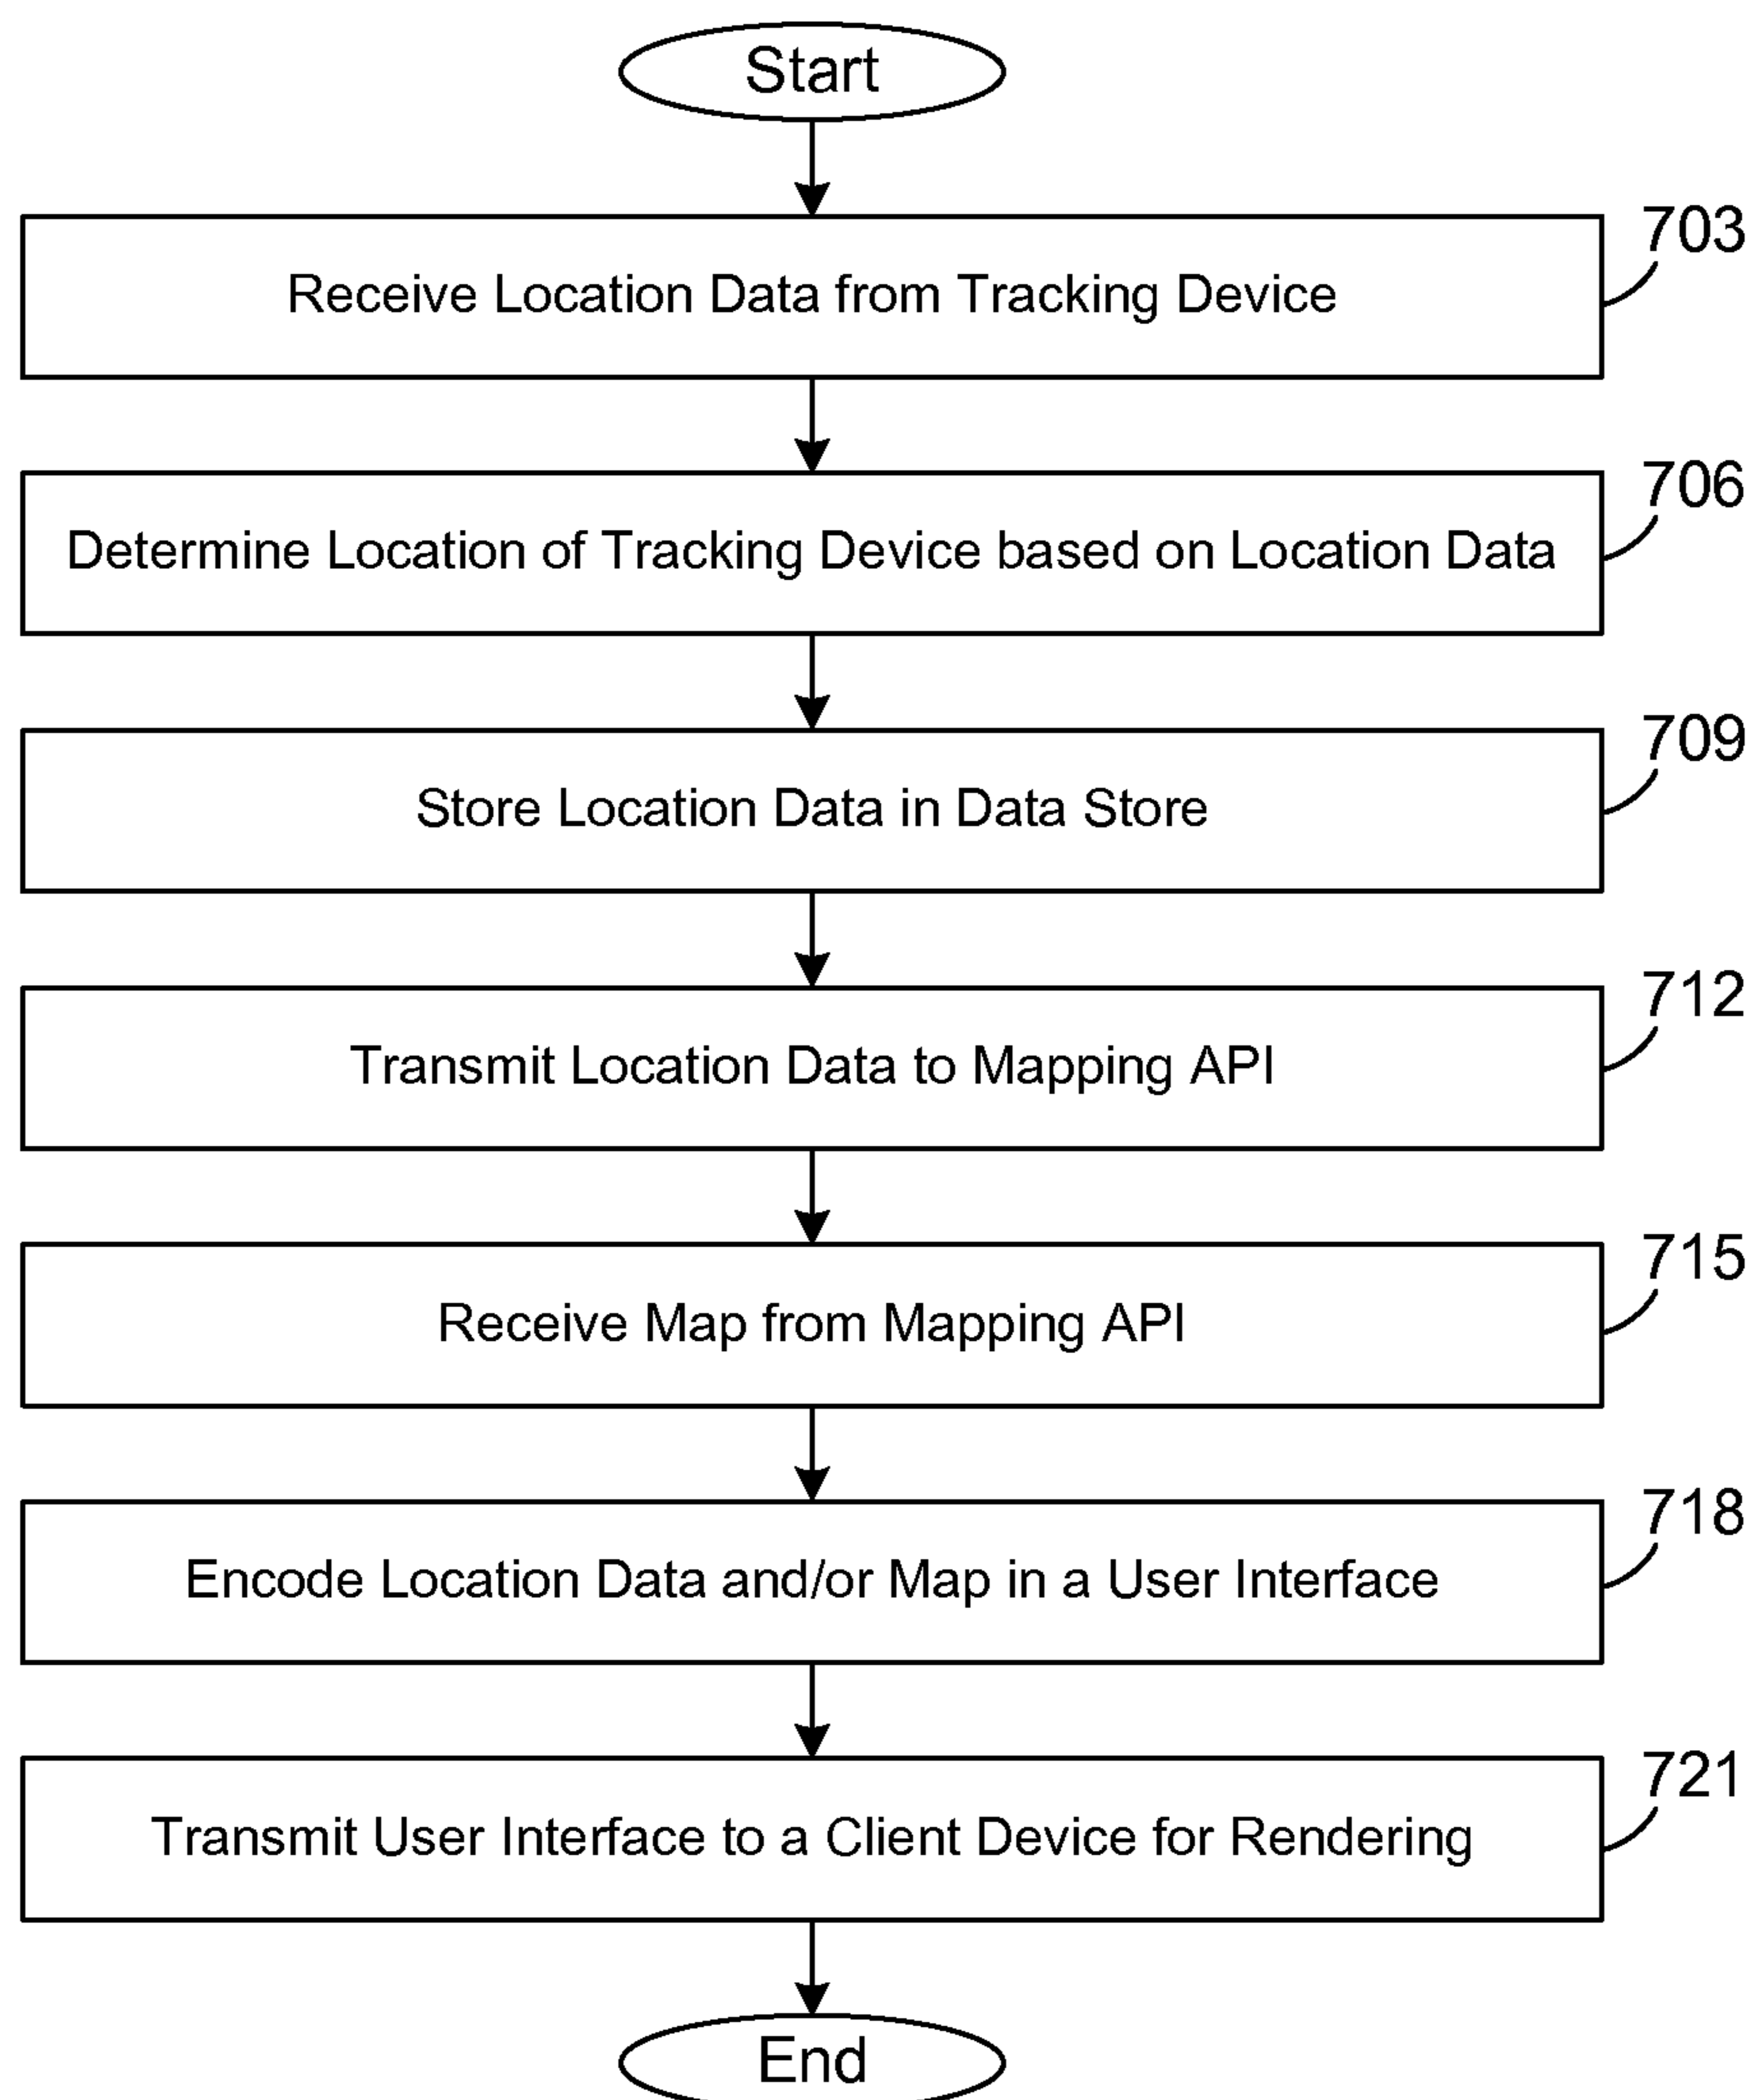 Start
703
Receive Location Data from Tracking Device
706
Determine Location of Tracking Device based on Location Data
709
Store Location Data in Data Store
712
Transmit Location Data to Mapping API
715
Receive Map from Mapping API
718
Encode Location Data and/or Map in a User Interface
721
Transmit User Interface to a Client Device for Rendering
End